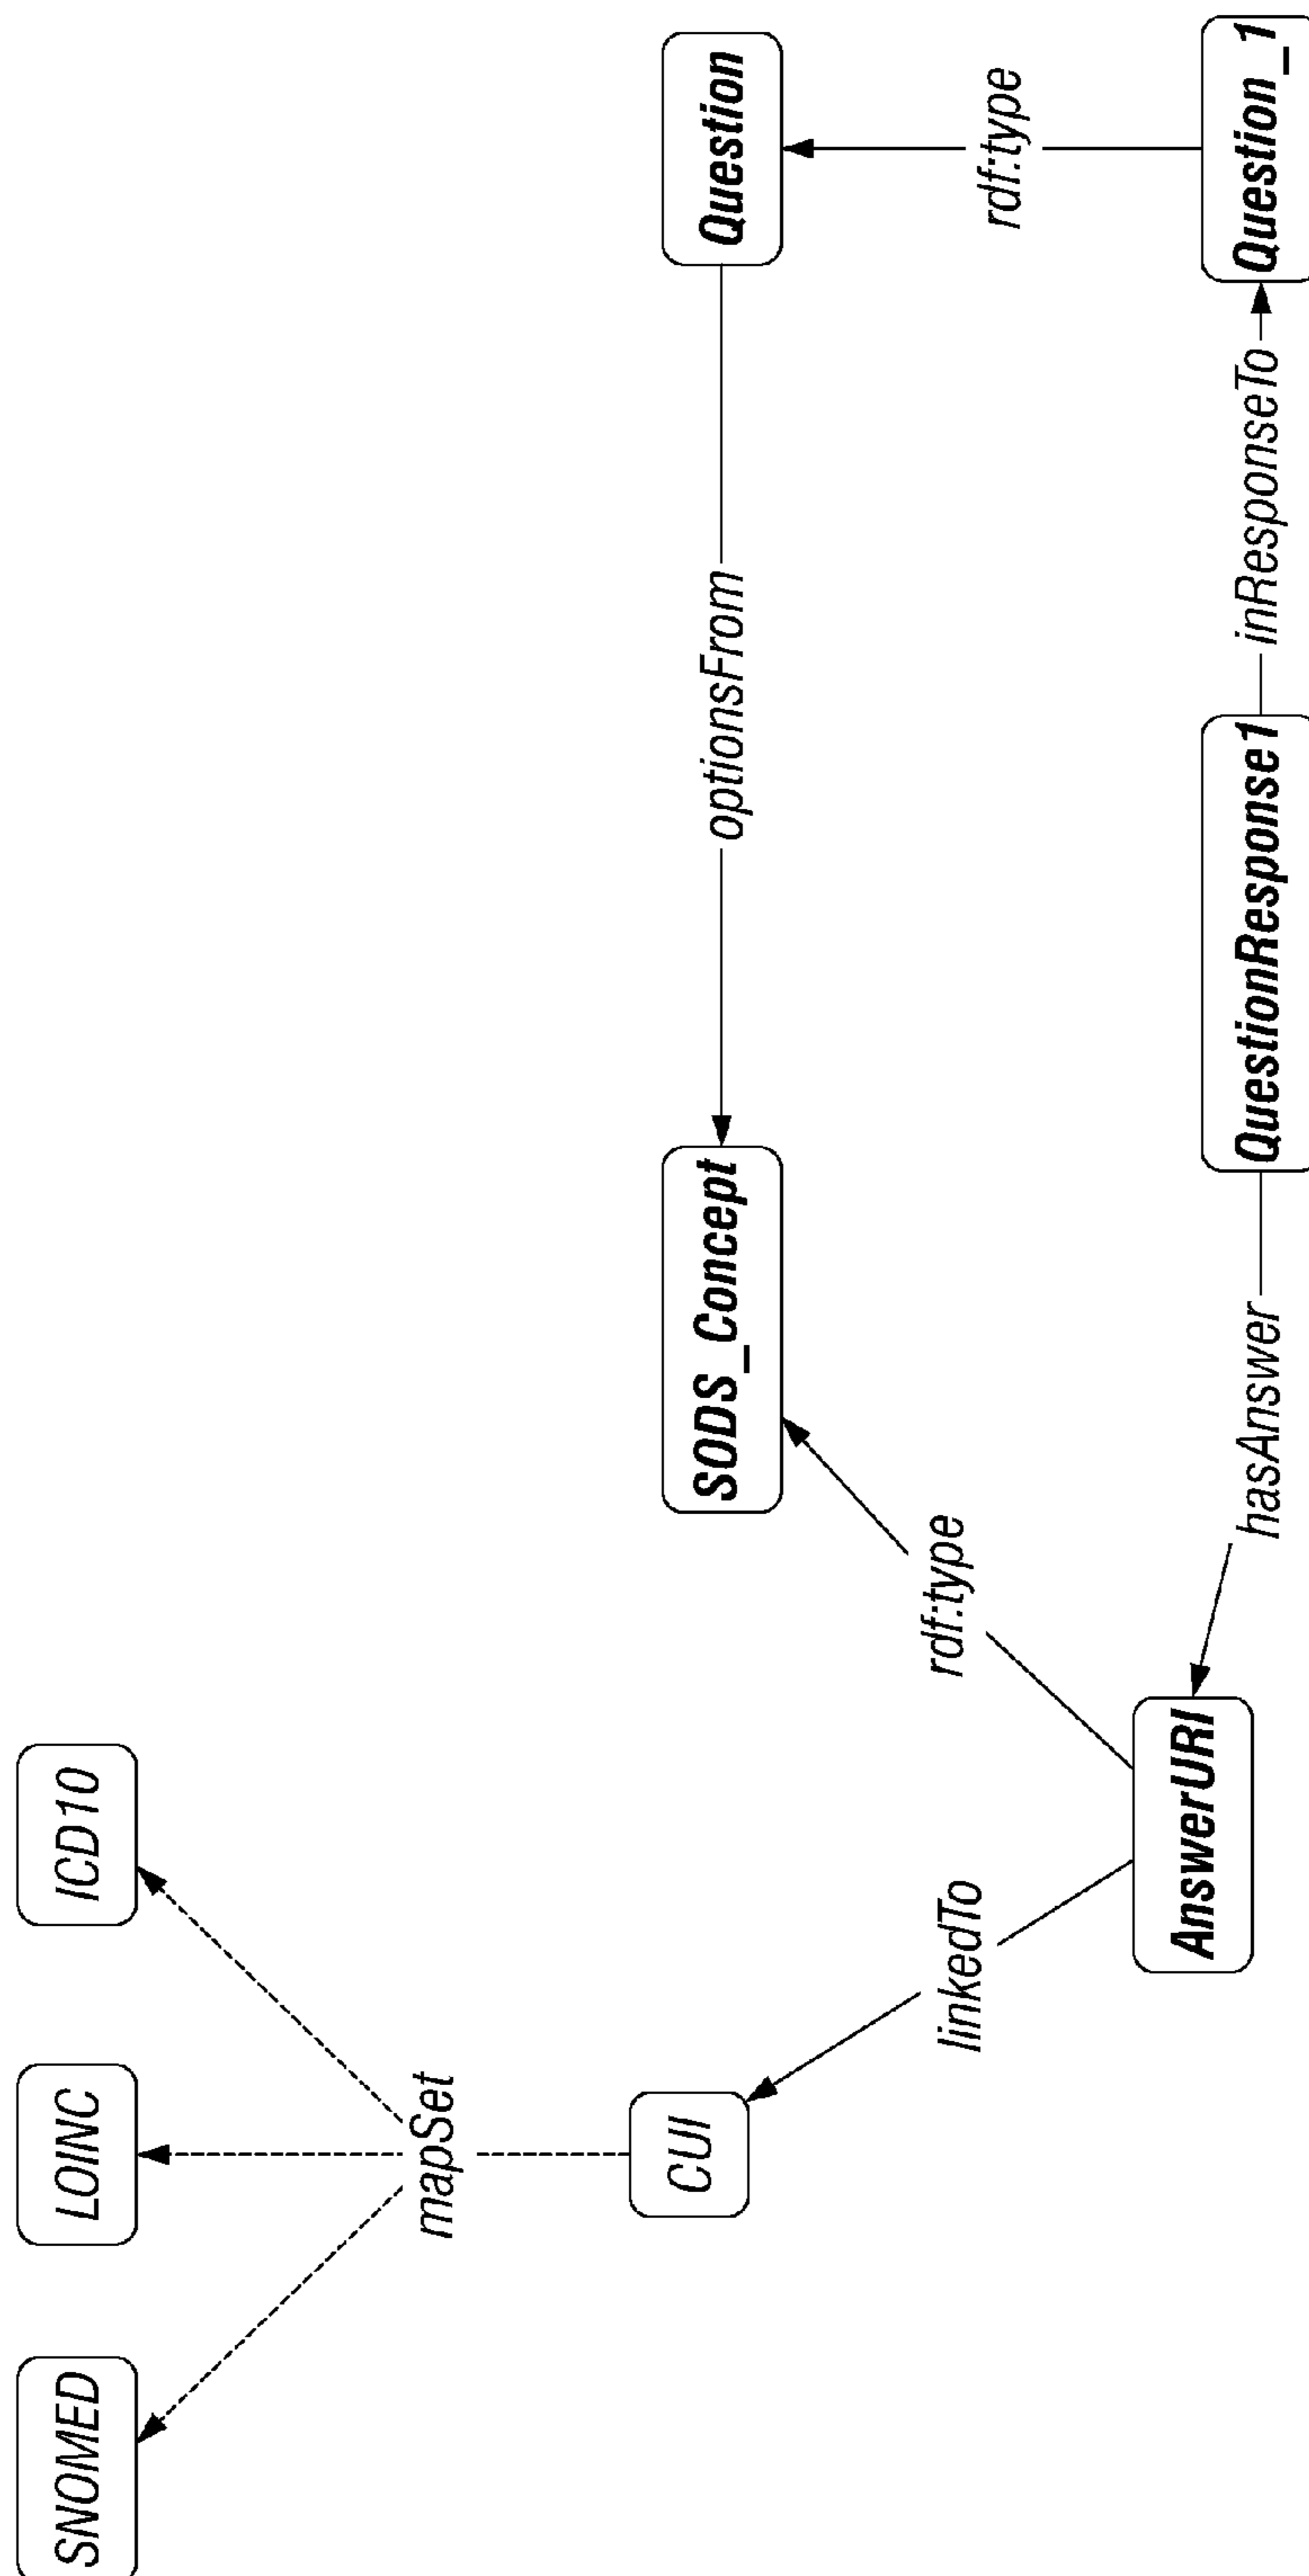 SNOMED
LOINC
ICD10
mapSet
CUI
SODS_Concept
optionsFrom
Question
linkedTo
rdf:type
rdf:type
AnswerURI
hasAnswer
QuestionResponse1
inResponseTo
Question_1